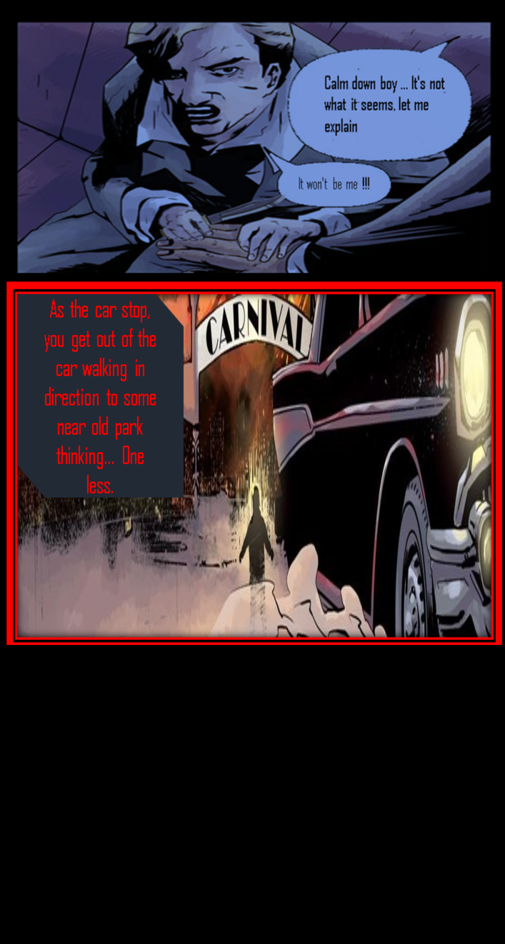 Calm down boy ... It's not
what it seems, let me
explain
It won't be me !!!
As the car stop,
you get out of the
car walking in
direction to some
near old park
thinking... One
less.
CARNIVAL